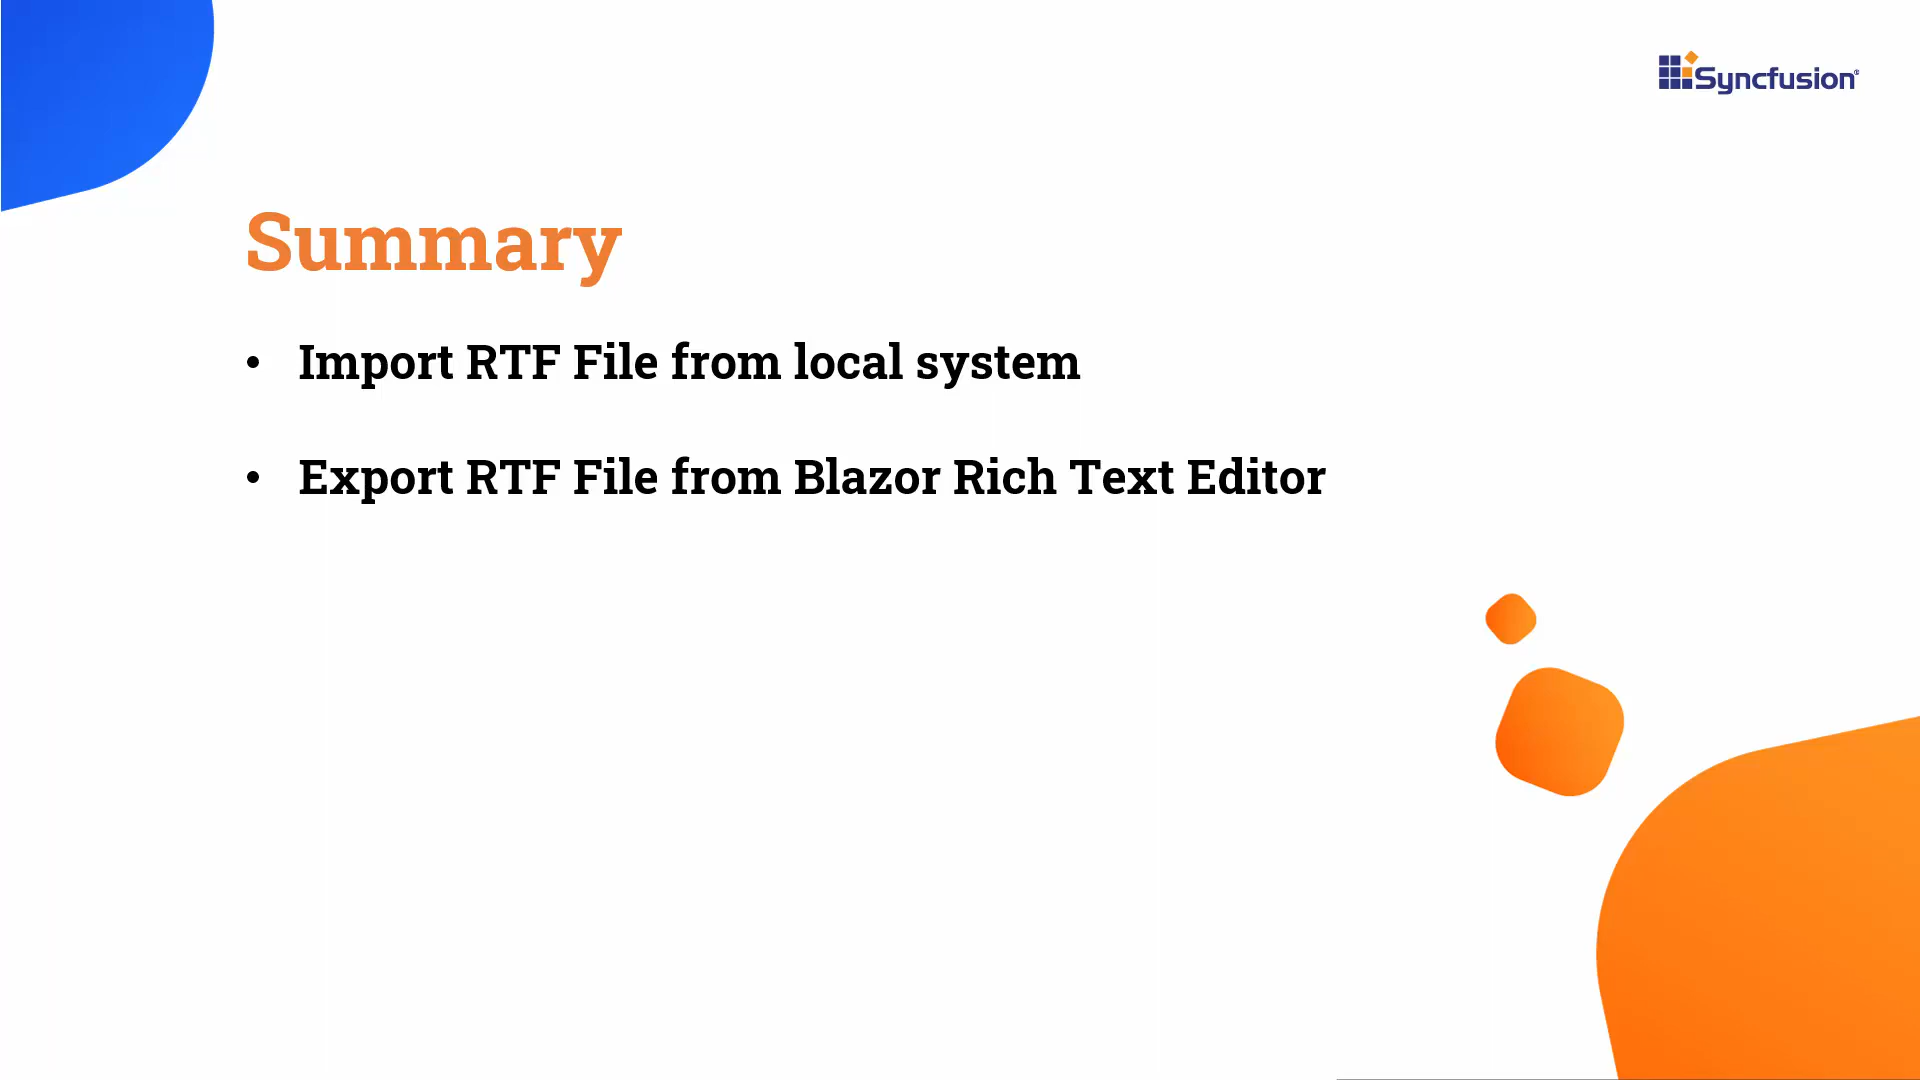 Syncfusion®
Summary
• Import RTF File from local system
• Export RTF File from Blazor Rich Text Editor